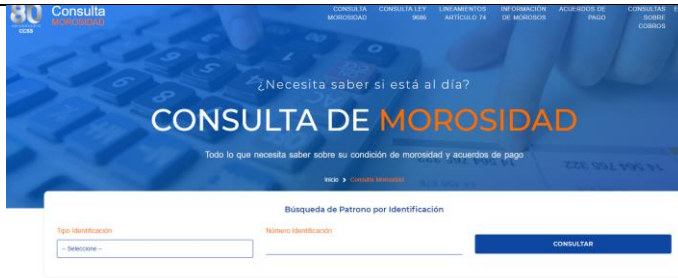 80
ANIVERSARIO
CCSS
Consulta
MOROSIDAD
CONSULTA
MOROSIDAD
CONSULTA LEY
9686
LINEAMIENTOS
ARTÍCULO 74
INFORMACIÓN
DE MOROSOS
ACUERDOS DE
PAGO
CONSULTAS
SOBRE
COBROS
¿Necesita saber si está al día?
CONSULTA DE MOROSIDAD
Todo lo que necesita saber sobre su condición de morosidad y acuerdos de pago
Inicio > Consulta Morosidad
Búsqueda de Patrono por Identificación
Tipo Identificación
-- Seleccione --
Número Identificación
CONSULTAR